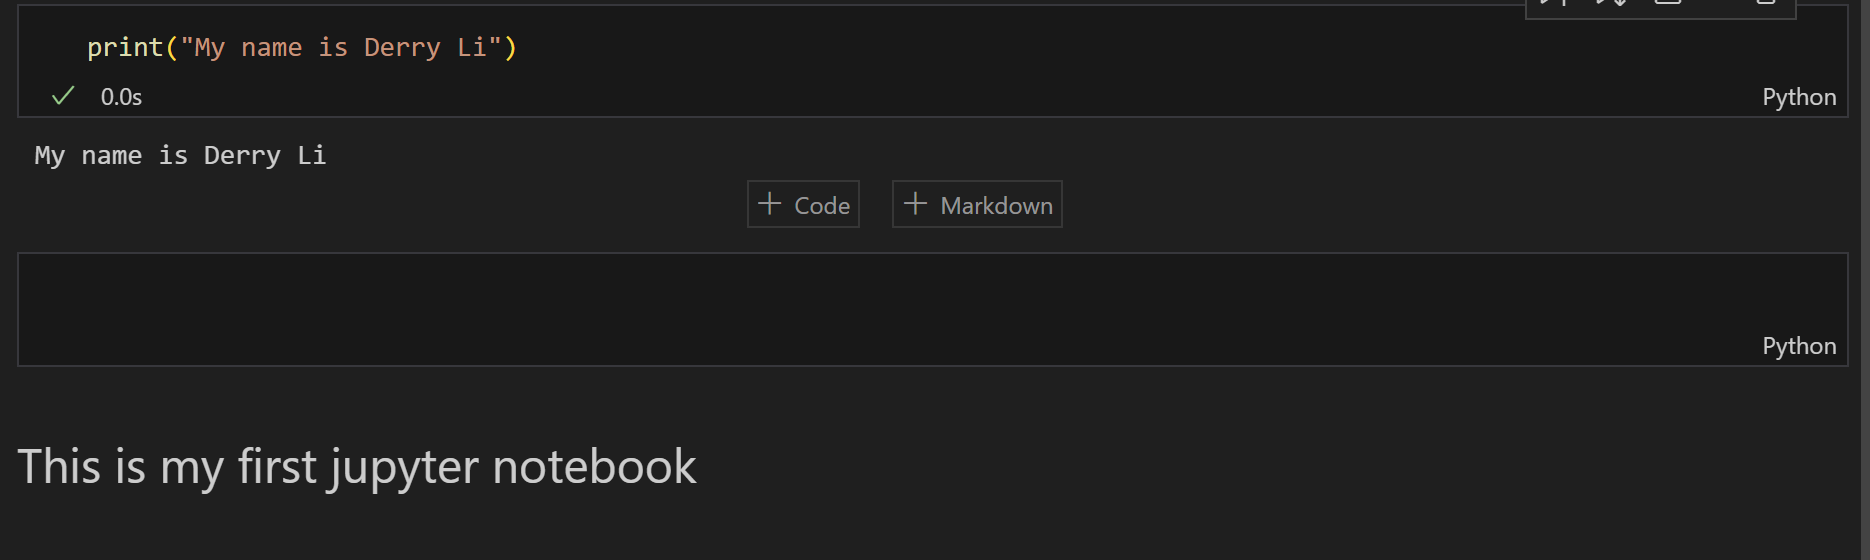 print("My name is Derry Li")
0.0s
Python
My name is Derry Li
Code
Markdown
Python
This is my first jupyter notebook